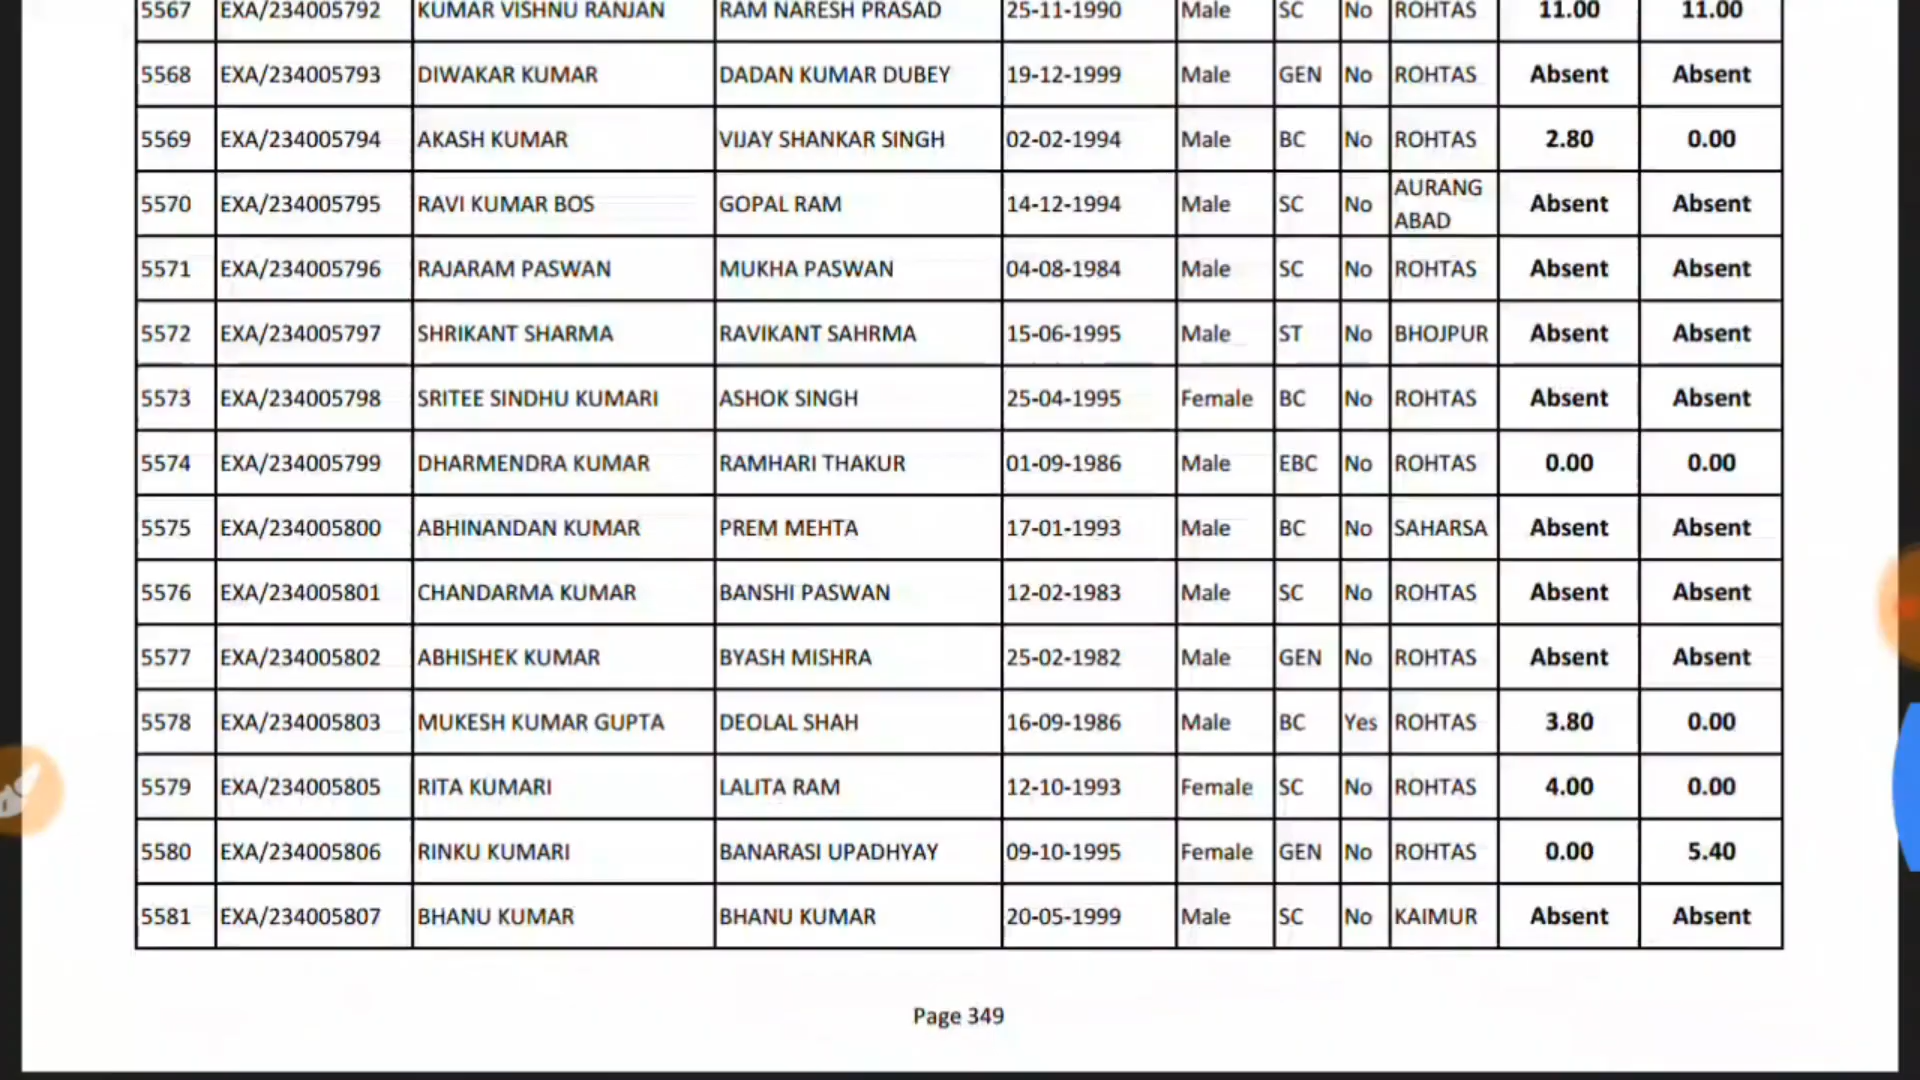 5567 EXA/234005792 KUMAR VISHNU RANJAN RAM NARESH PRASAD 25-11-1990 Male SC No ROHTAS 11.00 11.00
5568 EXA/234005793 DIWAKAR KUMAR DADAN KUMAR DUBEY 19-12-1999 Male GEN No ROHTAS Absent Absent
5569 EXA/234005794 AKASH KUMAR VIJAY SHANKAR SINGH 02-02-1994 Male BC No ROHTAS 2.80 0.00
5570 EXA/234005795 RAVI KUMAR BOS GOPAL RAM 14-12-1994 Male SC No AURANG
ABAD Absent Absent
5571 EXA/234005796 RAJARAM PASWAN MUKHA PASWAN 04-08-1984 Male SC No ROHTAS Absent Absent
5572 EXA/234005797 SHRIKANT SHARMA RAVIKANT SAHRMA 15-06-1995 Male ST No BHOJPUR Absent Absent
5573 EXA/234005798 SRITEE SINDHU KUMARI ASHOK SINGH 25-04-1995 Female BC No ROHTAS Absent Absent
5574 EXA/234005799 DHARMENDRA KUMAR RAMHARI THAKUR 01-09-1986 Male EBC No ROHTAS 0.00 0.00
5575 EXA/234005800 ABHINANDAN KUMAR PREM MEHTA 17-01-1993 Male BC No SAHARSA Absent Absent
5576 EXA/234005801 CHANDARMA KUMAR BANSHI PASWAN 12-02-1983 Male SC No ROHTAS Absent Absent
5577 EXA/234005802 ABHISHEK KUMAR BYASH MISHRA 25-02-1982 Male GEN No ROHTAS Absent Absent
5578 EXA/234005803 MUKESH KUMAR GUPTA DEOLAL SHAH 16-09-1986 Male BC Yes ROHTAS 3.80 0.00
5579 EXA/234005805 RITA KUMARI LALITA RAM 12-10-1993 Female SC No ROHTAS 4.00 0.00
5580 EXA/234005806 RINKU KUMARI BANARASI UPADHYAY 09-10-1995 Female GEN No ROHTAS 0.00 5.40
5581 EXA/234005807 BHANU KUMAR BHANU KUMAR 20-05-1999 Male SC No KAIMUR Absent Absent
Page 349